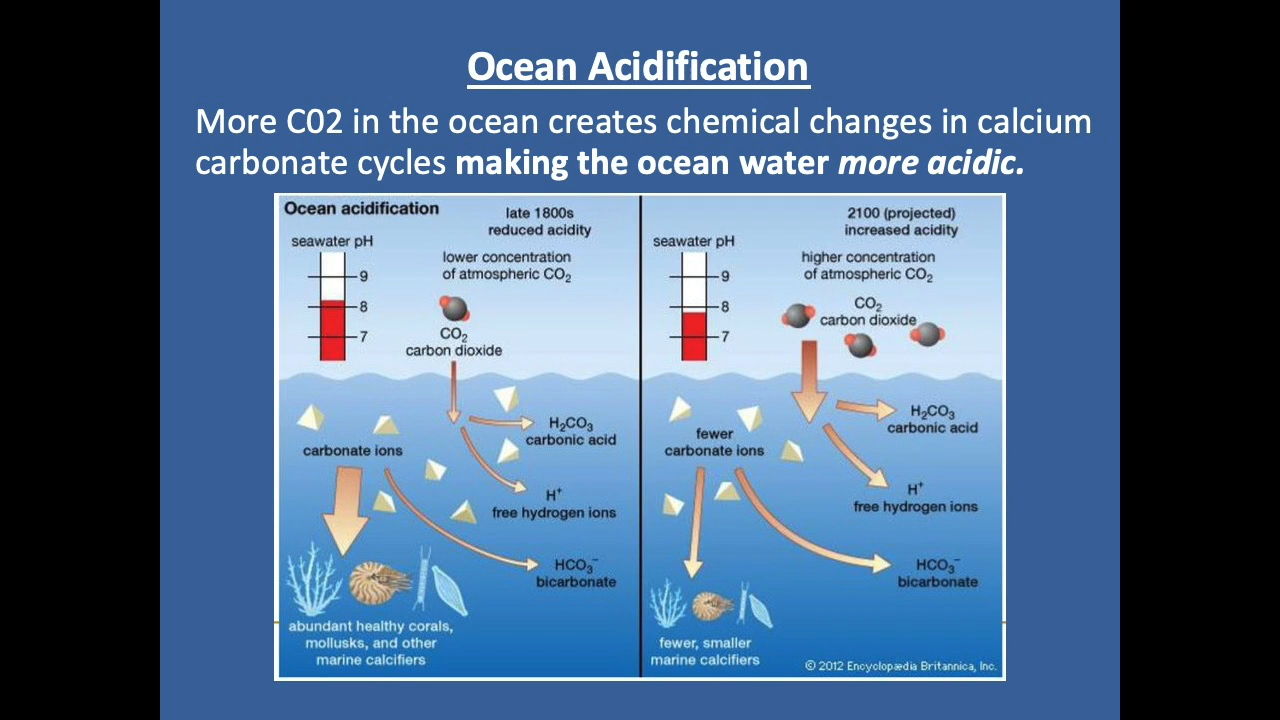 Ocean Acidification
More C02 in the ocean creates chemical changes in calcium
carbonate cycles making the ocean water more acidic.
Ocean acidification
late 1800s
reduced acidity
seawater pH
9
8
7
lower concentration
of atmospheric CO₂
CO₂
carbon dioxide
carbonate ions
H₂CO₃
carbonic acid
H⁺
free hydrogen ions
HCO₃⁻
bicarbonate
abundant healthy corals,
mollusks, and other
marine calcifiers
2100 (projected)
increased acidity
seawater pH
9
8
7
higher concentration
of atmospheric CO₂
CO₂
carbon dioxide
fewer
carbonate ions
H₂CO₃
carbonic acid
H⁺
free hydrogen ions
HCO₃⁻
bicarbonate
fewer, smaller
marine calcifiers
© 2012 Encyclopædia Britannica, Inc.